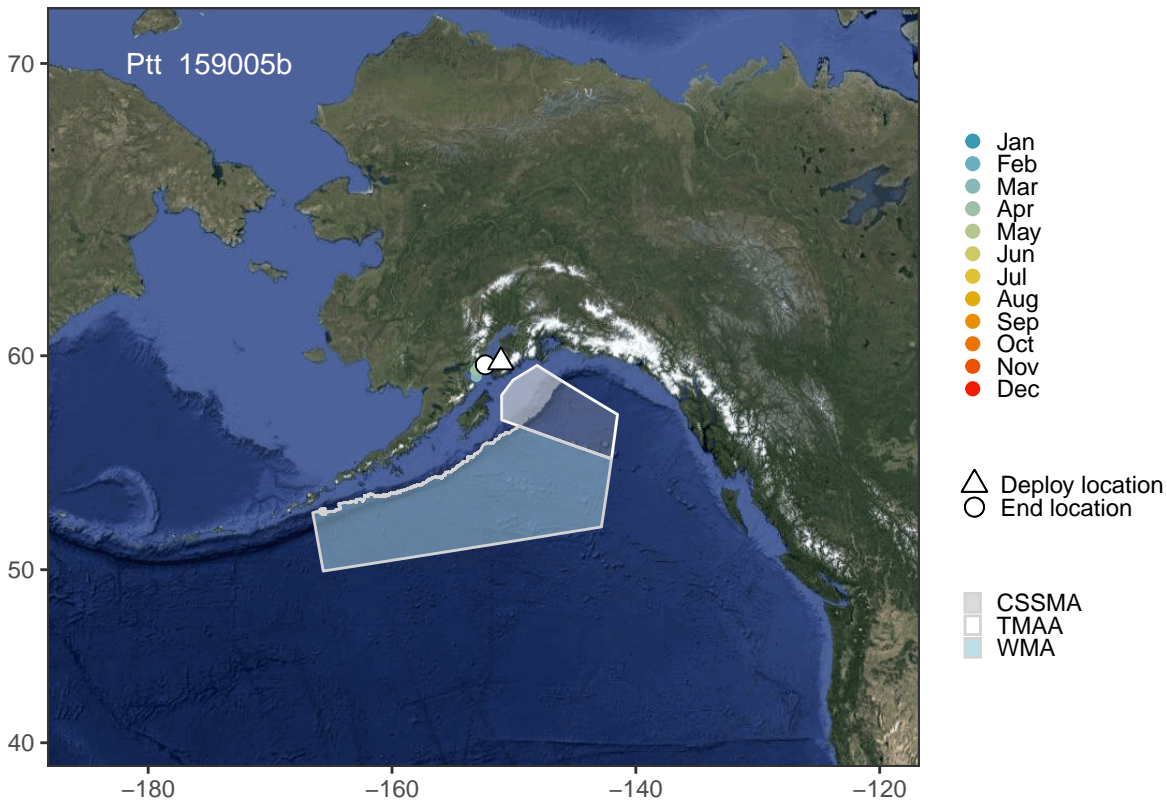 Ptt 159005b
70
60
50
40
−180
−160
−140
−120
Jan
Feb
Mar
Apr
May
Jun
Jul
Aug
Sep
Oct
Nov
Dec
Deploy location
End location
CSSMA
TMAA
WMA